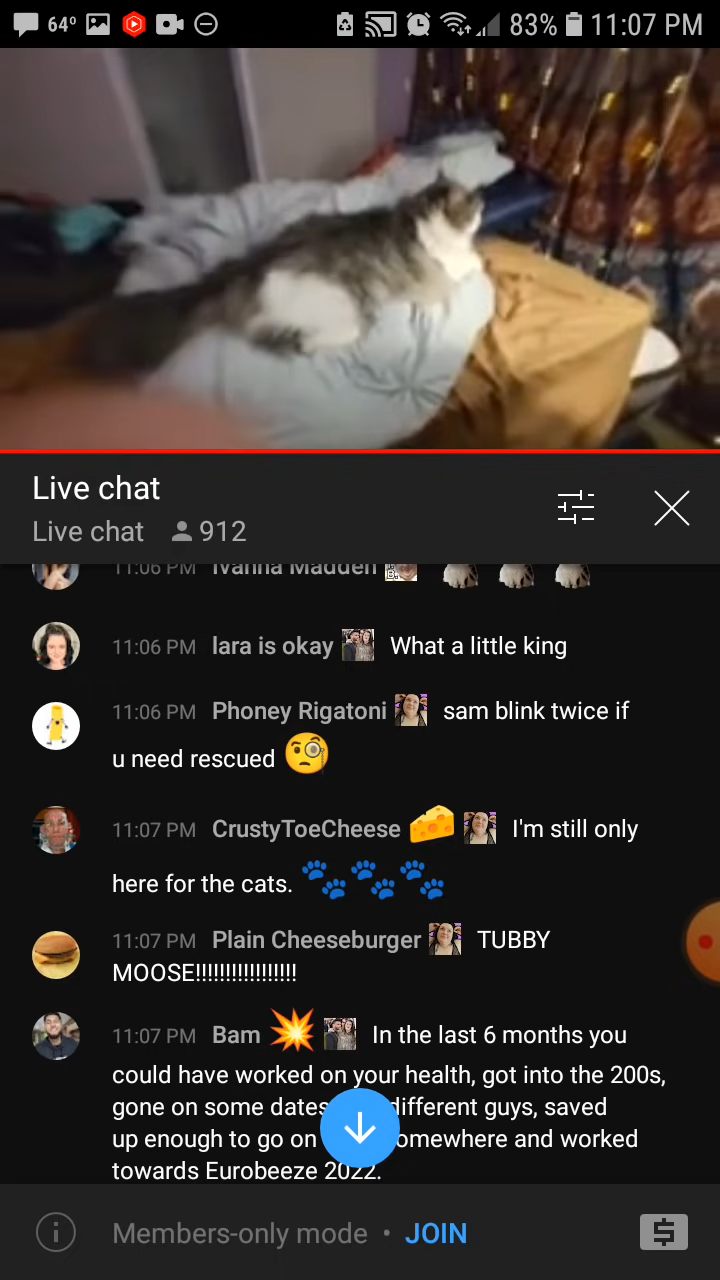 64° 83% 11:07 PM
Live chat
Live chat 912
11:06 PM Ivanna Madden
11:06 PM lara is okay What a little king
11:06 PM Phoney Rigatoni sam blink twice if
u need rescued
11:07 PM CrustyToeCheese I'm still only
here for the cats.
11:07 PM Plain Cheeseburger TUBBY
MOOSE!!!!!!!!!!!!!!!!!
11:07 PM Bam In the last 6 months you
could have worked on your health, got into the 200s,
gone on some dates different guys, saved
up enough to go on somewhere and worked
towards Eurobeeze 2022.
Members-only mode • JOIN